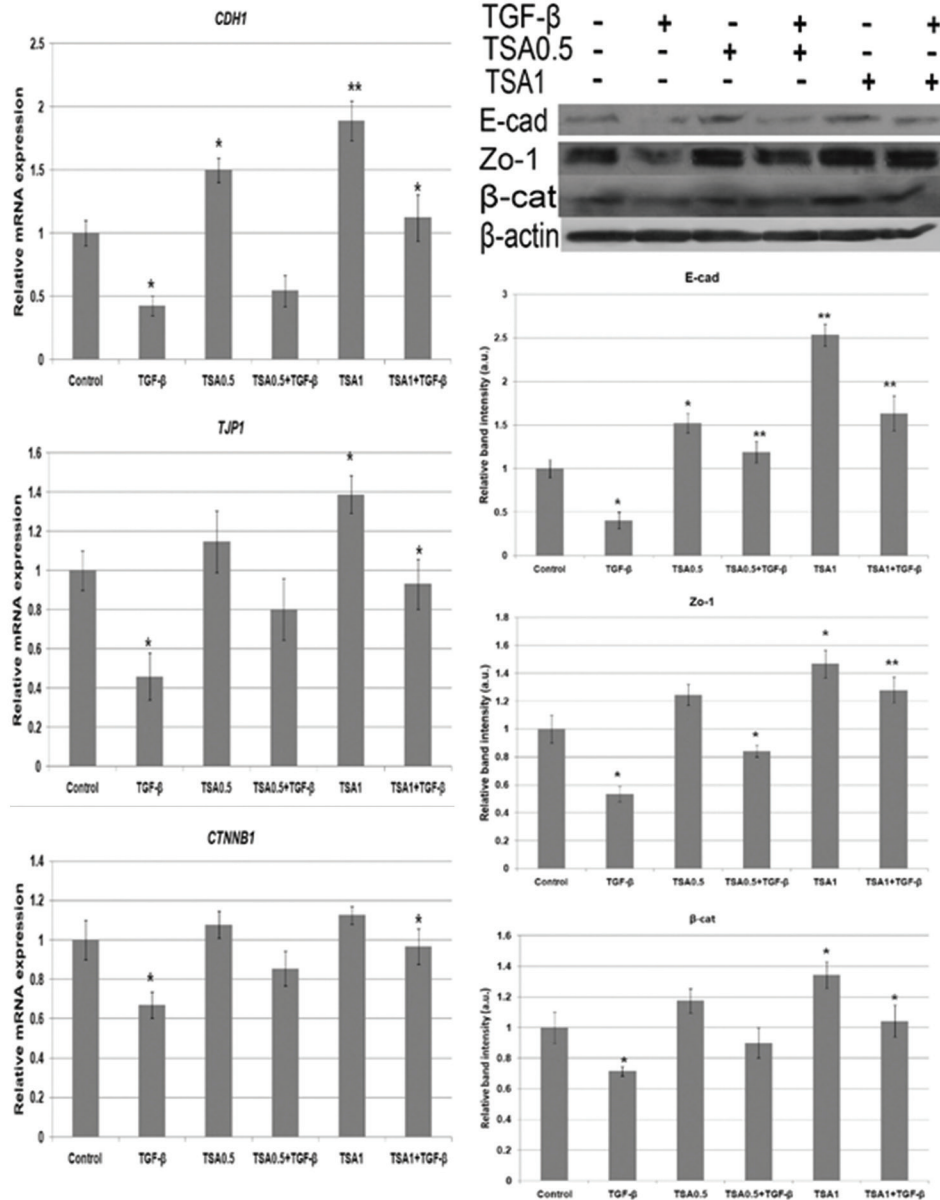 CDH1
Relative mRNA expression
2.5
2
1.5
1
0.5
0
**
*
*
*
Control TGF-β TSA0.5 TSA0.5+TGF-β TSA1 TSA1+TGF-β
TJP1
Relative mRNA expression
1.6
1.4
1.2
1
0.8
0.6
0.4
0.2
0
*
*
*
Control TGF-β TSA0.5 TSA0.5+TGF-β TSA1 TSA1+TGF-β
CTNNB1
Relative mRNA expression
1.4
1.2
1
0.8
0.6
0.4
0.2
0
*
*
Control TGF-β TSA0.5 TSA0.5+TGF-β TSA1 TSA1+TGF-β
TGF-β - + - + - +
TSA0.5 - - + + - -
TSA1 - - - - + +
E-cad
Zo-1
β-cat
β-actin
E-cad
Relative band intensity (a.u.)
3
2.5
2
1.5
1
0.5
0
**
**
*
**
*
Control TGF-β TSA0.5 TSA0.5+TGF-β TSA1 TSA1+TGF-β
Zo-1
Relative band intensity (a.u.)
1.8
1.6
1.4
1.2
1
0.8
0.6
0.4
0.2
0
*
**
*
*
Control TGF-β TSA0.5 TSA0.5+TGF-β TSA1 TSA1+TGF-β
β-cat
Relative band intensity (a.u.)
1.6
1.4
1.2
1
0.8
0.6
0.4
0.2
0
*
*
*
Control TGF-β TSA0.5 TSA0.5+TGF-β TSA1 TSA1+TGF-β